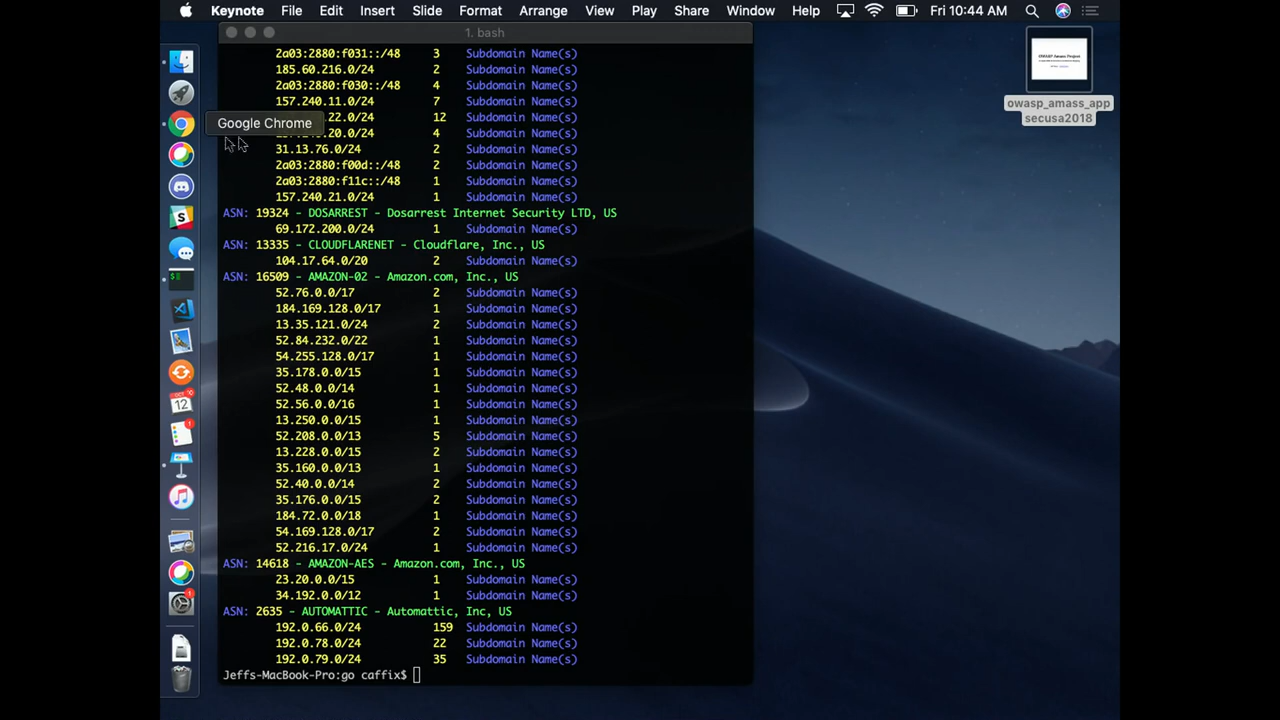 Keynote File Edit Insert Slide Format Arrange View Play Share Window Help Fri 10:44 AM
1. bash
2a03:2880:f031::/48 3 Subdomain Name(s)
185.60.216.0/24 2 Subdomain Name(s)
2a03:2880:f030::/48 4 Subdomain Name(s)
157.240.11.0/24 7 Subdomain Name(s)
22.0/24 12 Subdomain Name(s)
Google Chrome
20.0/24 4 Subdomain Name(s)
31.13.76.0/24 2 Subdomain Name(s)
2a03:2880:f00d::/48 2 Subdomain Name(s)
2a03:2880:f11c::/48 1 Subdomain Name(s)
157.240.21.0/24 1 Subdomain Name(s)
ASN: 19324 - DOSARREST - Dosarrest Internet Security LTD, US
69.172.200.0/24 1 Subdomain Name(s)
ASN: 13335 - CLOUDFLARENET - Cloudflare, Inc., US
104.17.64.0/20 2 Subdomain Name(s)
ASN: 16509 - AMAZON-02 - Amazon.com, Inc., US
52.76.0.0/17 2 Subdomain Name(s)
184.169.128.0/17 1 Subdomain Name(s)
13.35.121.0/24 2 Subdomain Name(s)
52.84.232.0/22 1 Subdomain Name(s)
54.255.128.0/17 1 Subdomain Name(s)
35.178.0.0/15 1 Subdomain Name(s)
52.48.0.0/14 1 Subdomain Name(s)
52.56.0.0/16 1 Subdomain Name(s)
13.250.0.0/15 1 Subdomain Name(s)
52.208.0.0/13 5 Subdomain Name(s)
13.228.0.0/15 2 Subdomain Name(s)
35.160.0.0/13 1 Subdomain Name(s)
52.40.0.0/14 2 Subdomain Name(s)
35.176.0.0/15 2 Subdomain Name(s)
184.72.0.0/18 1 Subdomain Name(s)
54.169.128.0/17 2 Subdomain Name(s)
52.216.17.0/24 1 Subdomain Name(s)
ASN: 14618 - AMAZON-AES - Amazon.com, Inc., US
23.20.0.0/15 1 Subdomain Name(s)
34.192.0.0/12 1 Subdomain Name(s)
ASN: 2635 - AUTOMATTIC - Automattic, Inc, US
192.0.66.0/24 159 Subdomain Name(s)
192.0.78.0/24 22 Subdomain Name(s)
192.0.79.0/24 35 Subdomain Name(s)
Jeffs-MacBook-Pro:go caffix$
OWASP Amass Project
owasp_amass_app
secusa2018
OCT
12